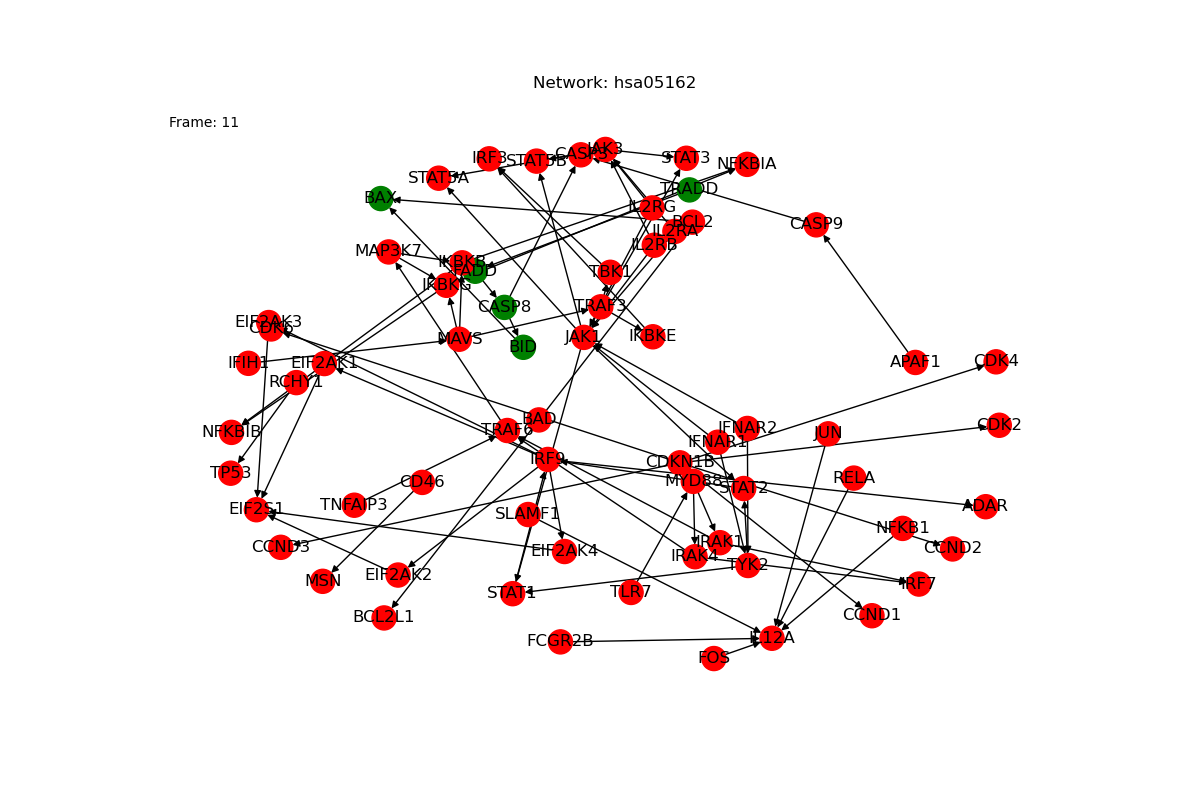 Network: hsa05162
Frame: 11
JAK3
CASP3
IRF3
STAT5B
STAT3
NFKBIA
STAT5A
TRADD
BAX
IL2RG
BCL2
CASP9
IL2RA
IL2RB
MAP3K7
IKBKB
FADD
TBK1
IKBKG
CASP8
TRAF3
EIF2AK3
CDK6
MAVS
JAK1
IKBKE
BID
IFIH1
EIF2AK1
APAF1
CDK4
RCHY1
BAD
NFKBIB
TRAF6
IFNAR2
JUN
CDK2
IFNAR1
IRF9
CDKN1B
TP53
CD46
MYD88
STAT2
RELA
TNFAIP3
EIF2S1
ADAR
SLAMF1
NFKB1
CCND3
EIF2AK4
IRAK1
IRAK4
CCND2
TYK2
MSN
EIF2AK2
IRF7
STAT1
TLR7
BCL2L1
CCND1
FCGR2B
IL12A
FOS